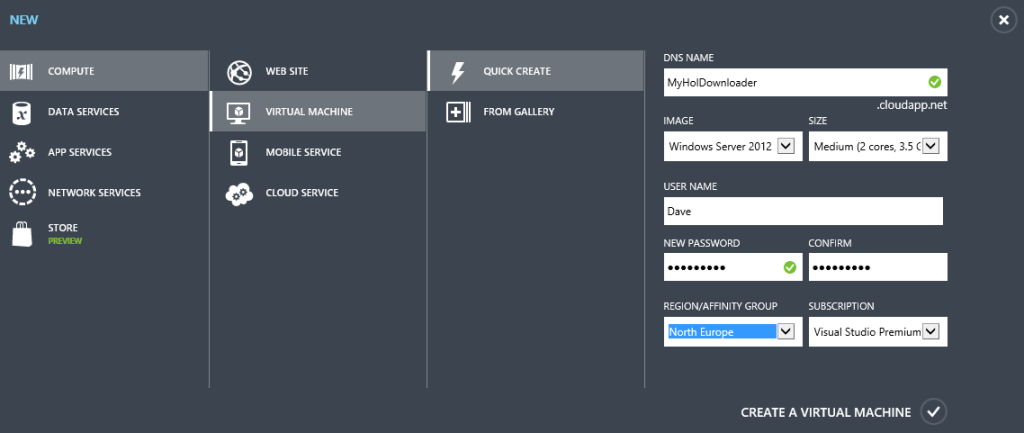 NEW
COMPUTE
DATA SERVICES
APP SERVICES
NETWORK SERVICES
STORE
PREVIEW
WEB SITE
VIRTUAL MACHINE
MOBILE SERVICE
CLOUD SERVICE
QUICK CREATE
FROM GALLERY
DNS NAME
MyHolDownloader
.cloudapp.net
IMAGE
Windows Server 2012
SIZE
Medium (2 cores, 3.5 G
USER NAME
Dave
NEW PASSWORD
•••••••••
CONFIRM
•••••••••
REGION/AFFINITY GROUP
North Europe
SUBSCRIPTION
Visual Studio Premium
CREATE A VIRTUAL MACHINE